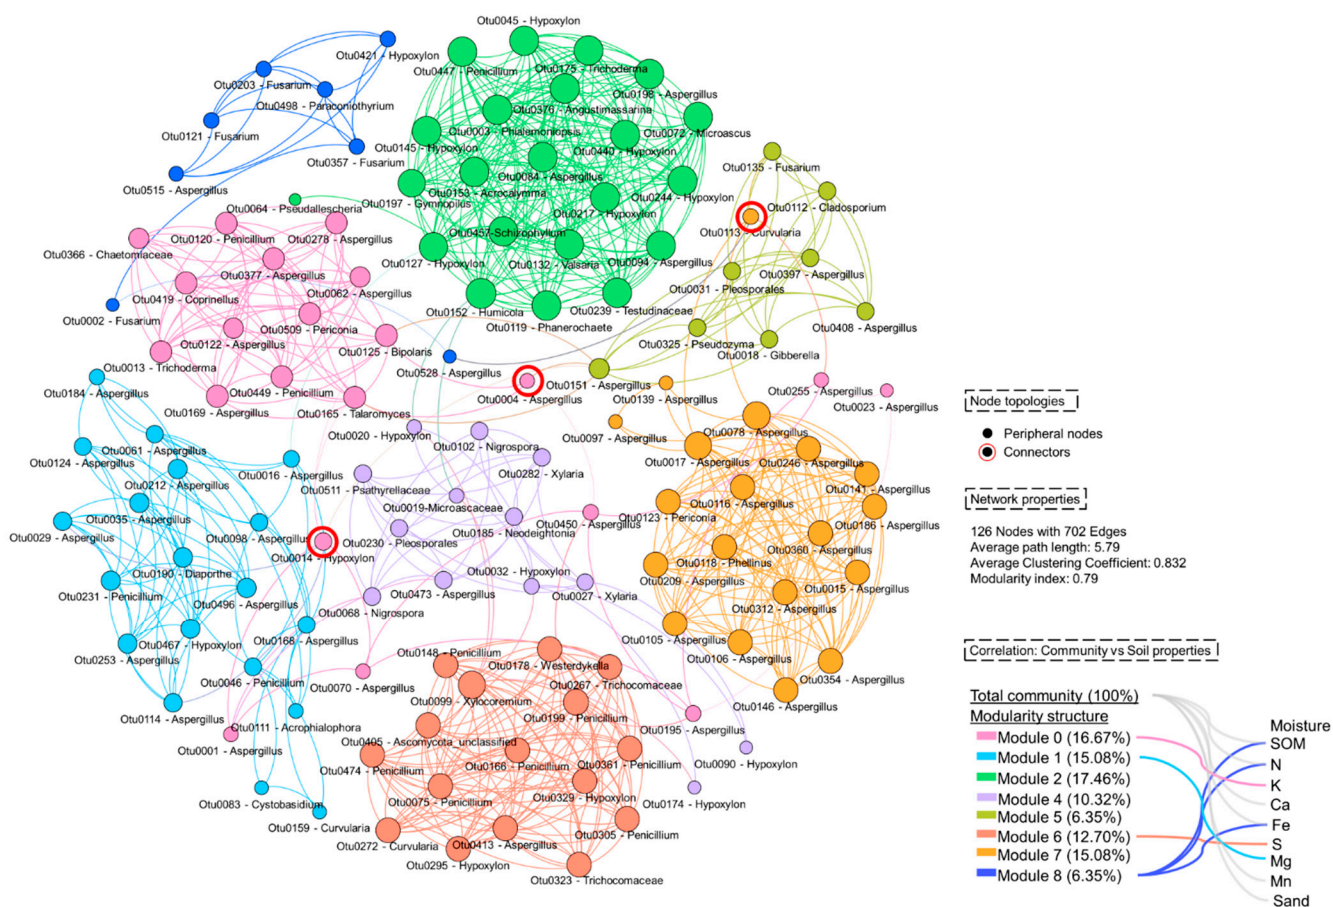 Otu0045 - Hypoxylon
Otu0421 - Hypoxylon
Otu0447 - Penicillium
Otu0175 - Trichoderma
Otu0203 - Fusarium
Otu0198 - Aspergillus
Otu0498 - Paraconiothyrium
Otu0376 - Angustimassarina
Otu0003 - Phialemoniopsis
Otu0072 - Microascus
Otu0121 - Fusarium
Otu0145 - Hypoxylon
Otu0440 - Hypoxylon
Otu0357 - Fusarium
Otu0135 - Fusarium
Otu0084 - Aspergillus
Otu0515 - Aspergillus
Otu0153 - Acrocalymma
Otu0244 - Hypoxylon
Otu0197 - Gymnopilus
Otu0064 - Pseudallescheria
Otu0217 - Hypoxylon
Otu0112 - Cladosporium
Otu0113 - Curvularia
Otu0457-Schizophyllum
Otu0120 - Penicillium
Otu0278 - Aspergillus
Otu0366 - Chaetomaceae
Otu0127 - Hypoxylon
Otu0132 - Valsaria
Otu0094 - Aspergillus
Otu0377 - Aspergillus
Otu0397 - Aspergillus
Otu0031 - Pleosporales
Otu0419 - Coprinellus
Otu0062 - Aspergillus
Otu0152 - Humicola
Otu0239 - Testudinaceae
Otu0002 - Fusarium
Otu0509 - Periconia
Otu0119 - Phanerochaete
Otu0408 - Aspergillus
Otu0122 - Aspergillus
Otu0325 - Pseudozyma
Otu0125 - Bipolaris
Otu0018 - Gibberella
Otu0013 - Trichoderma
Otu0528 - Aspergillus
Otu0151 - Aspergillus
Otu0184 - Aspergillus
Otu0449 - Penicillium
Otu0255 - Aspergillus
Otu0004 - Aspergillus
Otu0139 - Aspergillus
Otu0023 - Aspergillus
Otu0169 - Aspergillus
Otu0165 - Talaromyces
Otu0078 - Aspergillus
Otu0020 - Hypoxylon
Otu0097 - Aspergillus
Otu0061 - Aspergillus
Otu0102 - Nigrospora
Otu0124 - Aspergillus
Otu0017 - Aspergillus
Otu0246 - Aspergillus
Otu0016 - Aspergillus
Otu0282 - Xylaria
Otu0212 - Aspergillus
Otu0511 - Psathyrellaceae
Otu0141 - Aspergillus
Otu0116 - Aspergillus
Otu0019-Microascaceae
Otu0035 - Aspergillus
Otu0123 - Periconia
Otu0450 - Aspergillus
Otu0186 - Aspergillus
Otu0185 - Neodeightonia
Otu0029 - Aspergillus
Otu0098 - Aspergillus
Otu0230 - Pleosporales
Otu0360 - Aspergillus
Otu0014 - Hypoxylon
Otu0118 - Phellinus
Otu0190 - Diaporthe
Otu0032 - Hypoxylon
Otu0209 - Aspergillus
Otu0015 - Aspergillus
Otu0231 - Penicillium
Otu0473 - Aspergillus
Otu0027 - Xylaria
Otu0496 - Aspergillus
Otu0068 - Nigrospora
Otu0312 - Aspergillus
Otu0168 - Aspergillus
Otu0105 - Aspergillus
Otu0467 - Hypoxylon
Otu0148 - Penicillium
Otu0106 - Aspergillus
Otu0253 - Aspergillus
Otu0178 - Westerdykella
Otu0354 - Aspergillus
Otu0046 - Penicillium
Otu0070 - Aspergillus
Otu0267 - Trichocomaceae
Otu0099 - Xylocoremium
Otu0146 - Aspergillus
Otu0114 - Aspergillus
Otu0199 - Penicillium
Otu0111 - Acrophialophora
Otu0195 - Aspergillus
Otu0405 - Ascomycota_unclassified
Otu0001 - Aspergillus
Otu0090 - Hypoxylon
Otu0166 - Penicillium
Otu0361 - Penicillium
Otu0474 - Penicillium
Otu0174 - Hypoxylon
Otu0083 - Cystobasidium
Otu0075 - Penicillium
Otu0329 - Hypoxylon
Otu0159 - Curvularia
Otu0305 - Penicillium
Otu0272 - Curvularia
Otu0413 - Aspergillus
Otu0295 - Hypoxylon
Otu0323 - Trichocomaceae
Node topologies
Peripheral nodes
Connectors
Network properties
126 Nodes with 702 Edges
Average path length: 5.79
Average Clustering Coefficient: 0.832
Modularity index: 0.79
Correlation: Community vs Soil properties
Total community (100%)
Modularity structure
Module 0 (16.67%)
Module 1 (15.08%)
Module 2 (17.46%)
Module 4 (10.32%)
Module 5 (6.35%)
Module 6 (12.70%)
Module 7 (15.08%)
Module 8 (6.35%)
Moisture
SOM
N
K
Ca
Fe
S
Mg
Mn
Sand